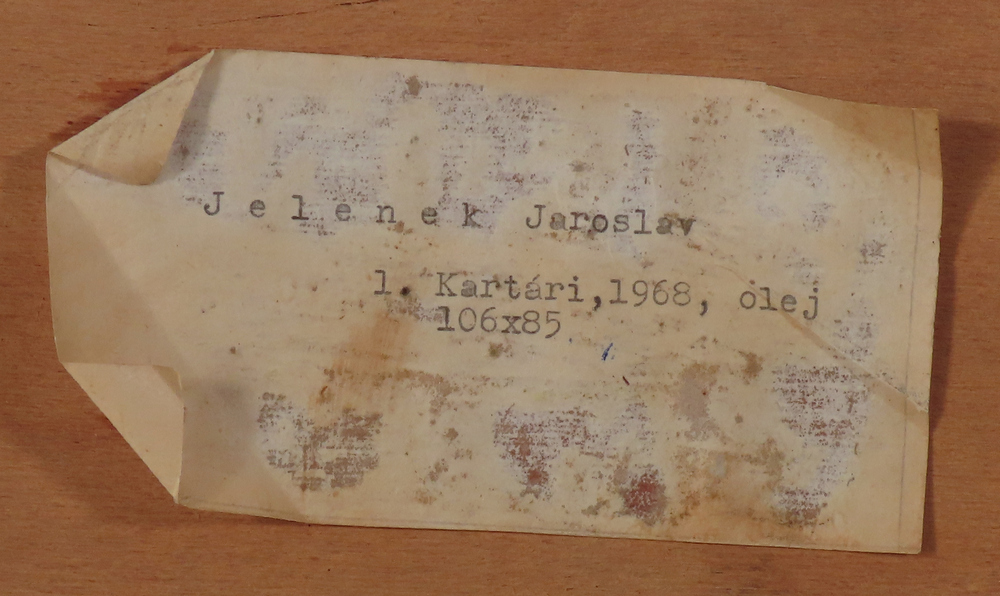 J e l e n e k Jaroslav
1. Kartári,1968, olej
106x85